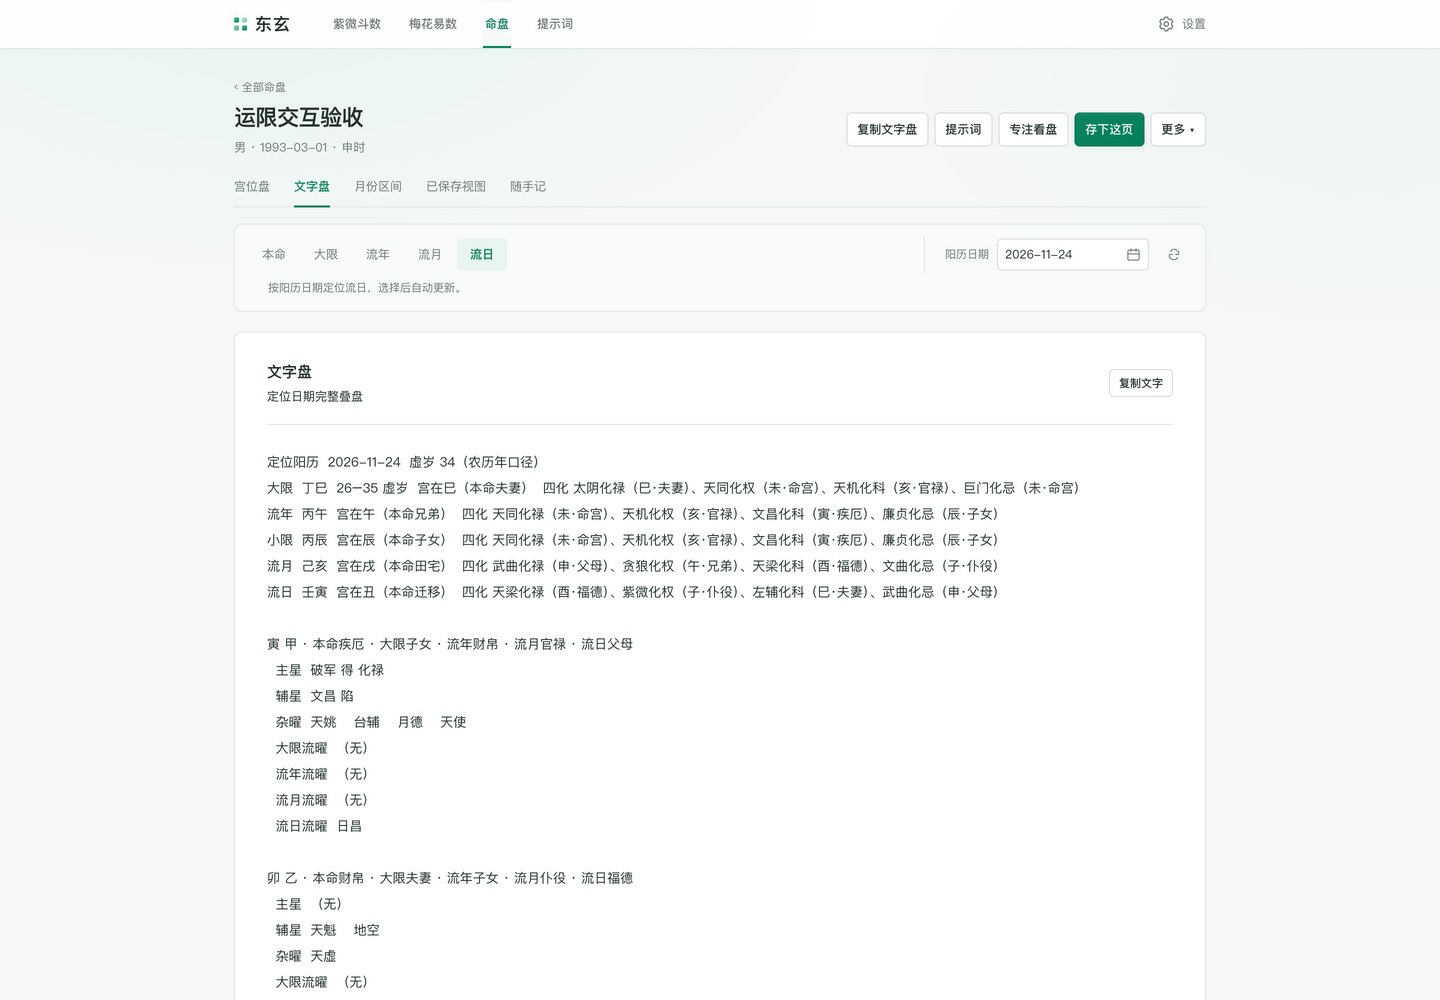 东玄 紫微斗数 梅花易数 命盘 提示词 设置
‹ 全部命盘
运限交互验收
男 · 1993-03-01 · 申时
复制文字盘 提示词 专注看盘 存下这页 更多 ▾
宫位盘 文字盘 月份区间 已保存视图 随手记
本命 大限 流年 流月 流日 阳历日期 2026-11-24
按阳历日期定位流日，选择后自动更新。
文字盘
定位日期完整叠盘
复制文字
定位阳历 2026-11-24 虚岁 34（农历年口径）
大限 丁巳 26—35 虚岁 宫在巳（本命夫妻） 四化 太阴化禄（巳·夫妻）、天同化权（未·命宫）、天机化科（亥·官禄）、巨门化忌（未·命宫）
流年 丙午 宫在午（本命兄弟） 四化 天同化禄（未·命宫）、天机化权（亥·官禄）、文昌化科（寅·疾厄）、廉贞化忌（辰·子女）
小限 丙辰 宫在辰（本命子女） 四化 天同化禄（未·命宫）、天机化权（亥·官禄）、文昌化科（寅·疾厄）、廉贞化忌（辰·子女）
流月 己亥 宫在戌（本命田宅） 四化 武曲化禄（申·父母）、贪狼化权（午·兄弟）、天梁化科（酉·福德）、文曲化忌（子·仆役）
流日 壬寅 宫在丑（本命迁移） 四化 天梁化禄（酉·福德）、紫微化权（子·仆役）、左辅化科（巳·夫妻）、武曲化忌（申·父母）
寅 甲 · 本命疾厄 · 大限子女 · 流年财帛 · 流月官禄 · 流日父母
主星 破军 得 化禄
辅星 文昌 陷
杂曜 天姚 台辅 月德 天使
大限流曜 （无）
流年流曜 （无）
流月流曜 （无）
流日流曜 日昌
卯 乙 · 本命财帛 · 大限夫妻 · 流年子女 · 流月仆役 · 流日福德
主星 （无）
辅星 天魁 地空
杂曜 天虚
大限流曜 （无）